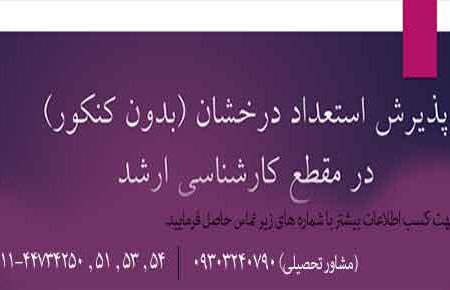 پذیرش استعداد درخشان (بدون کنکور)
در مقطع کارشناسی ارشد
جهت کسب اطلاعات بیشتر با شماره های زیر تماس حاصل فرمایید.
(مشاور تحصیلی) ۰۹۳۰۳۲۴۰۷۹۰ | ۱۱-۴۴۷۳۴۲۵۰ , ۵۱ , ۵۳ , ۵۴